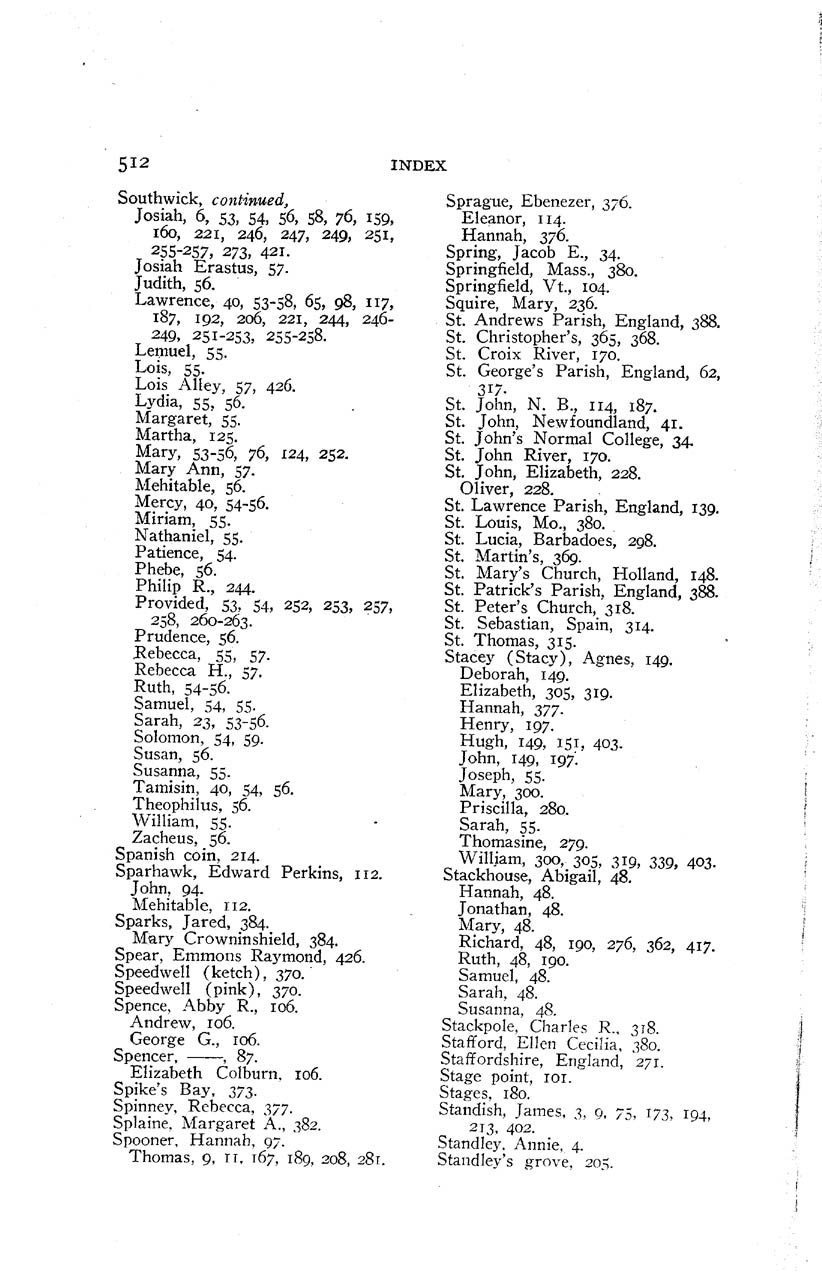 512
INDEX
Southwick, continued,
Josiah, 6, 53, 54, 56, 58, 76, 159,
160, 221, 246, 247, 249, 251,
255-257, 273, 421.
Josiah Erastus, 57.
Judith, 56.
Lawrence, 40, 53-58, 65, 98, 117,
187, 192, 206, 221, 244, 246-
249, 251-253, 255-258.
Lemuel, 55.
Lois, 55.
Lois Alley, 57, 426.
Lydia, 55, 56.
Margaret, 55.
Martha, 125.
Mary, 53-56, 76, 124, 252.
Mary Ann, 57.
Mehitable, 56.
Mercy, 40, 54-56.
Miriam, 55.
Nathaniel, 55.
Patience, 54.
Phebe, 56.
Philip R., 244.
Provided, 53, 54, 252, 253, 257,
258, 260-263.
Prudence, 56.
Rebecca, 55, 57.
Rebecca H., 57.
Ruth, 54-56.
Samuel, 54, 55.
Sarah, 23, 53-56.
Solomon, 54, 59.
Susan, 56.
Susanna, 55.
Tamisin, 40, 54, 56.
Theophilus, 56.
William, 55.
Zacheus, 56.
Spanish coin, 214.
Sparhawk, Edward Perkins, 112.
John, 94.
Mehitable, 112.
Sparks, Jared, 384.
Mary Crowninshield, 384.
Spear, Emmons Raymond, 426.
Speedwell (ketch), 370.
Speedwell (pink), 370.
Spence, Abby R., 106.
Andrew, 106.
George G., 106.
Spencer, ——, 87.
Elizabeth Colburn, 106.
Spike's Bay, 373.
Spinney, Rebecca, 377.
Splaine, Margaret A., 382.
Spooner, Hannah, 97.
Thomas, 9, 11, 167, 189, 208, 281.
Sprague, Ebenezer, 376.
Eleanor, 114.
Hannah, 376.
Spring, Jacob E., 34.
Springfield, Mass., 380.
Springfield, Vt., 104.
Squire, Mary, 236.
St. Andrews Parish, England, 388.
St. Christopher's, 365, 368.
St. Croix River, 170.
St. George's Parish, England, 62,
317.
St. John, N. B., 114, 187.
St. John, Newfoundland, 41.
St. John's Normal College, 34.
St. John River, 170.
St. John, Elizabeth, 228.
Oliver, 228.
St. Lawrence Parish, England, 139.
St. Louis, Mo., 380.
St. Lucia, Barbadoes, 298.
St. Martin's, 369.
St. Mary's Church, Holland, 148.
St. Patrick's Parish, England, 388.
St. Peter's Church, 318.
St. Sebastian, Spain, 314.
St. Thomas, 315.
Stacey (Stacy), Agnes, 149.
Deborah, 149.
Elizabeth, 305, 319.
Hannah, 377.
Henry, 197.
Hugh, 149, 151, 403.
John, 149, 197.
Joseph, 55.
Mary, 300.
Priscilla, 280.
Sarah, 55.
Thomasine, 279.
William, 300, 305, 319, 339, 403.
Stackhouse, Abigail, 48.
Hannah, 48.
Jonathan, 48.
Mary, 48.
Richard, 48, 190, 276, 362, 417.
Ruth, 48, 190.
Samuel, 48.
Sarah, 48.
Susanna, 48.
Stackpole, Charles R., 318.
Stafford, Ellen Cecilia, 380.
Staffordshire, England, 271.
Stage point, 101.
Stages, 180.
Standish, James, 3, 9, 75, 173, 194,
213, 402.
Standley, Annie, 4.
Standley's grove, 205.